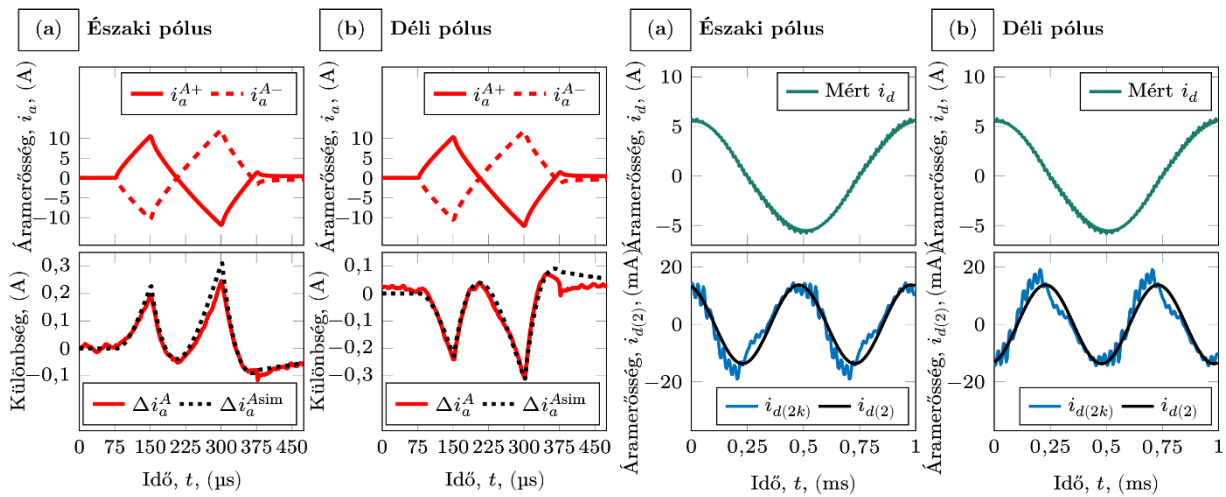 (a) Északi pólus
Áramerősség, i_a, (A)
i_a^{A+} i_a^{A−}
10
5
0
−5
−10
Különbség, (A)
0,3
0,2
0,1
0
−0,1
Δi_a^A Δi_a^{Asim}
0 75 150 225 300 375 450
Idő, t, (µs)
(b) Déli pólus
Áramerősség, i_a, (A)
i_a^{A+} i_a^{A−}
10
5
0
−5
−10
Különbség, (A)
0,1
0
−0,1
−0,2
−0,3
Δi_a^A Δi_a^{Asim}
0 75 150 225 300 375 450
Idő, t, (µs)
(a) Északi pólus
Áramerősség, i_d, (A)
Mért i_d
10
5
0
−5
Áramerősség, i_{d(2)}, (mA)
20
0
−20
i_{d(2k)} i_{d(2)}
0 0,25 0,5 0,75 1
Idő, t, (ms)
(b) Déli pólus
Áramerősség, i_d, (A)
Mért i_d
10
5
0
−5
Áramerősség, i_{d(2)}, (mA)
20
0
−20
i_{d(2k)} i_{d(2)}
0 0,25 0,5 0,75 1
Idő, t, (ms)